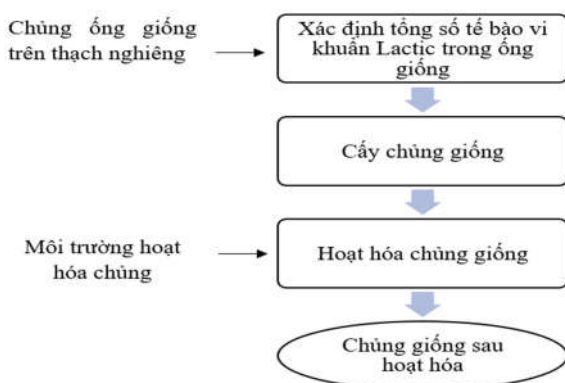 Chủng ống giống
trên thạch nghiêng
Xác định tổng số tế bào vi
khuẩn Lactic trong ống
giống
Cấy chủng giống
Môi trường hoạt
hóa chủng
Hoạt hóa chủng giống
Chủng giống sau
hoạt hóa